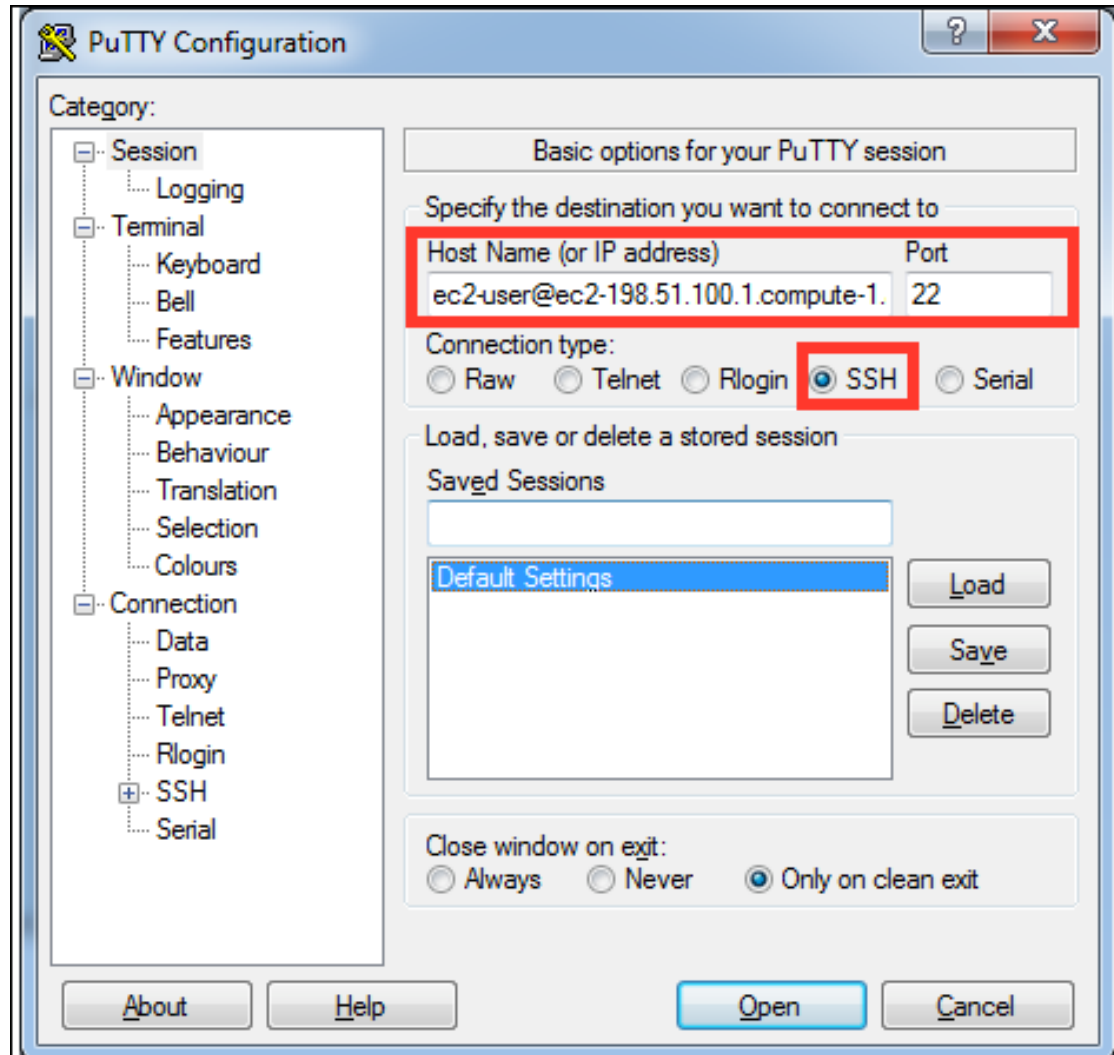 PuTTY Configuration
Category:
Session
Logging
Terminal
Keyboard
Bell
Features
Window
Appearance
Behaviour
Translation
Selection
Colours
Connection
Data
Proxy
Telnet
Rlogin
SSH
Serial
Basic options for your PuTTY session
Specify the destination you want to connect to
Host Name (or IP address) Port
ec2-user@ec2-198.51.100.1.compute-1. 22
Connection type:
Raw Telnet Rlogin SSH Serial
Load, save or delete a stored session
Saved Sessions
Default Settings
Load
Save
Delete
Close window on exit:
Always Never Only on clean exit
About Help Open Cancel